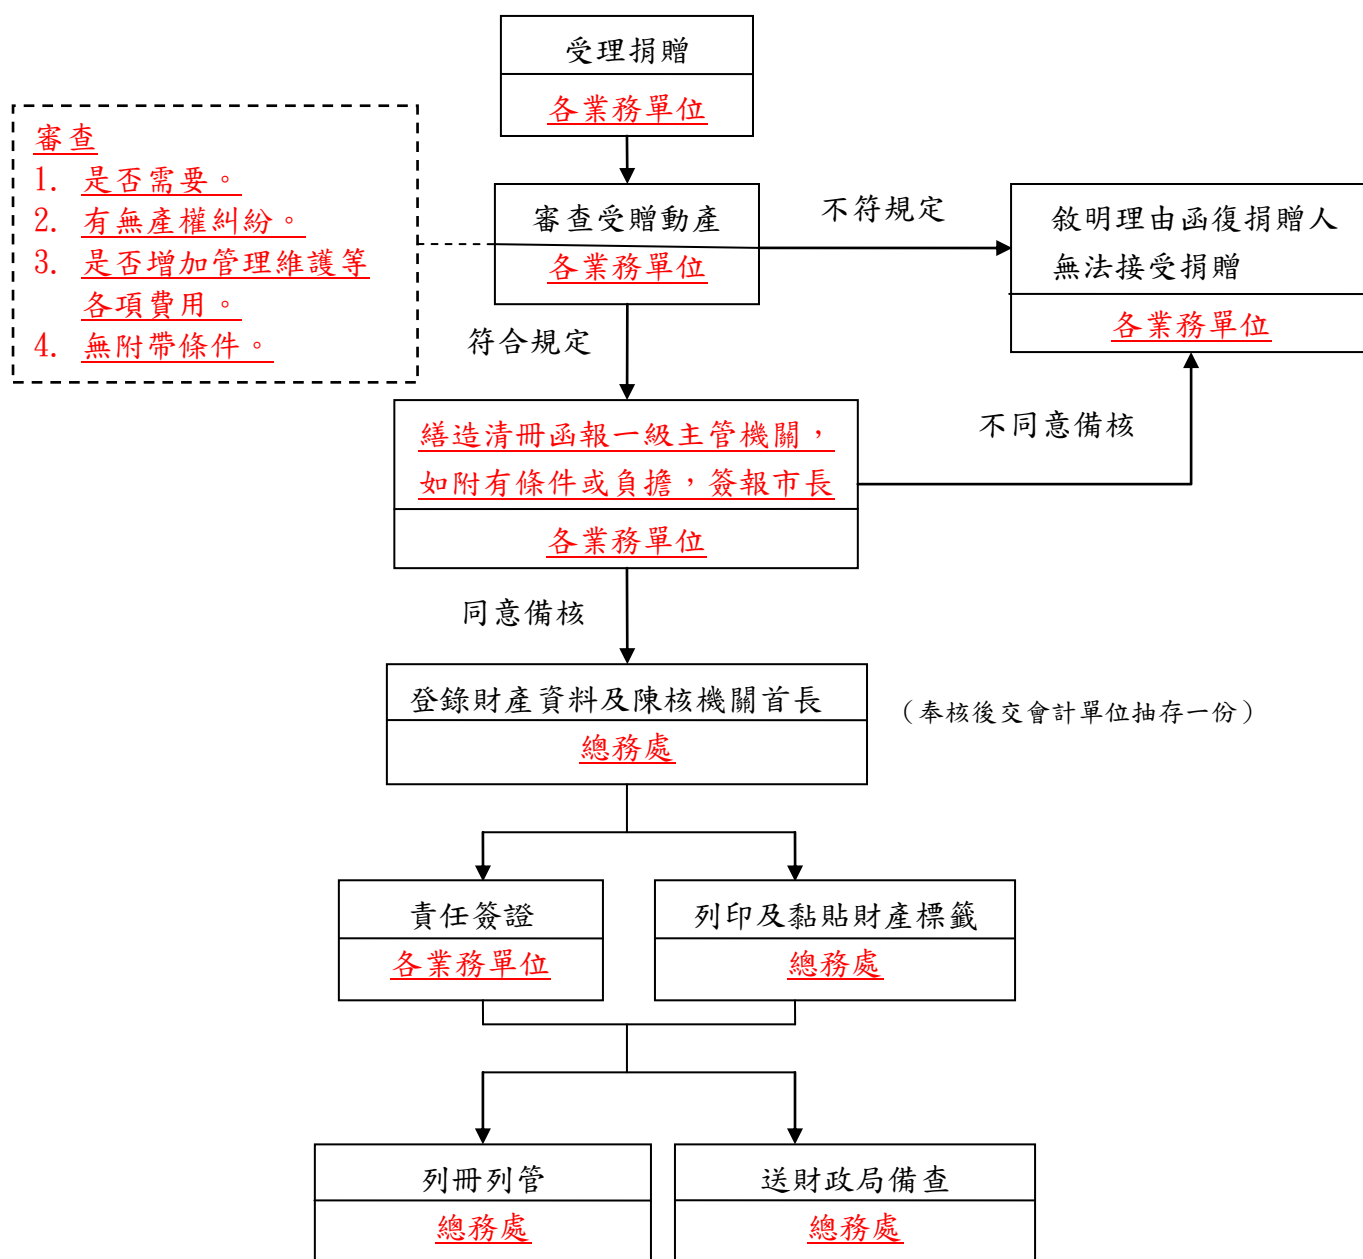 受理捐贈
各業務單位
審查
1. 是否需要。
2. 有無產權糾紛。
3. 是否增加管理維護等
各項費用。
4. 無附帶條件。
審查受贈動產
各業務單位
不符規定
敘明理由函復捐贈人
無法接受捐贈
各業務單位
符合規定
繕造清冊函報一級主管機關，
如附有條件或負擔，簽報市長
各業務單位
不同意備核
同意備核
登錄財產資料及陳核機關首長
總務處
（奉核後交會計單位抽存一份）
責任簽證
各業務單位
列印及黏貼財產標籤
總務處
列冊列管
總務處
送財政局備查
總務處